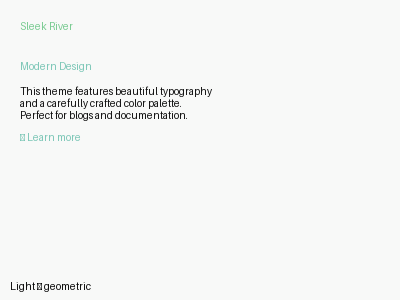 Sleek River
Modern Design
This theme features beautiful typography
and a carefully crafted color palette.
Perfect for blogs and documentation.
Learn more
Light geometric